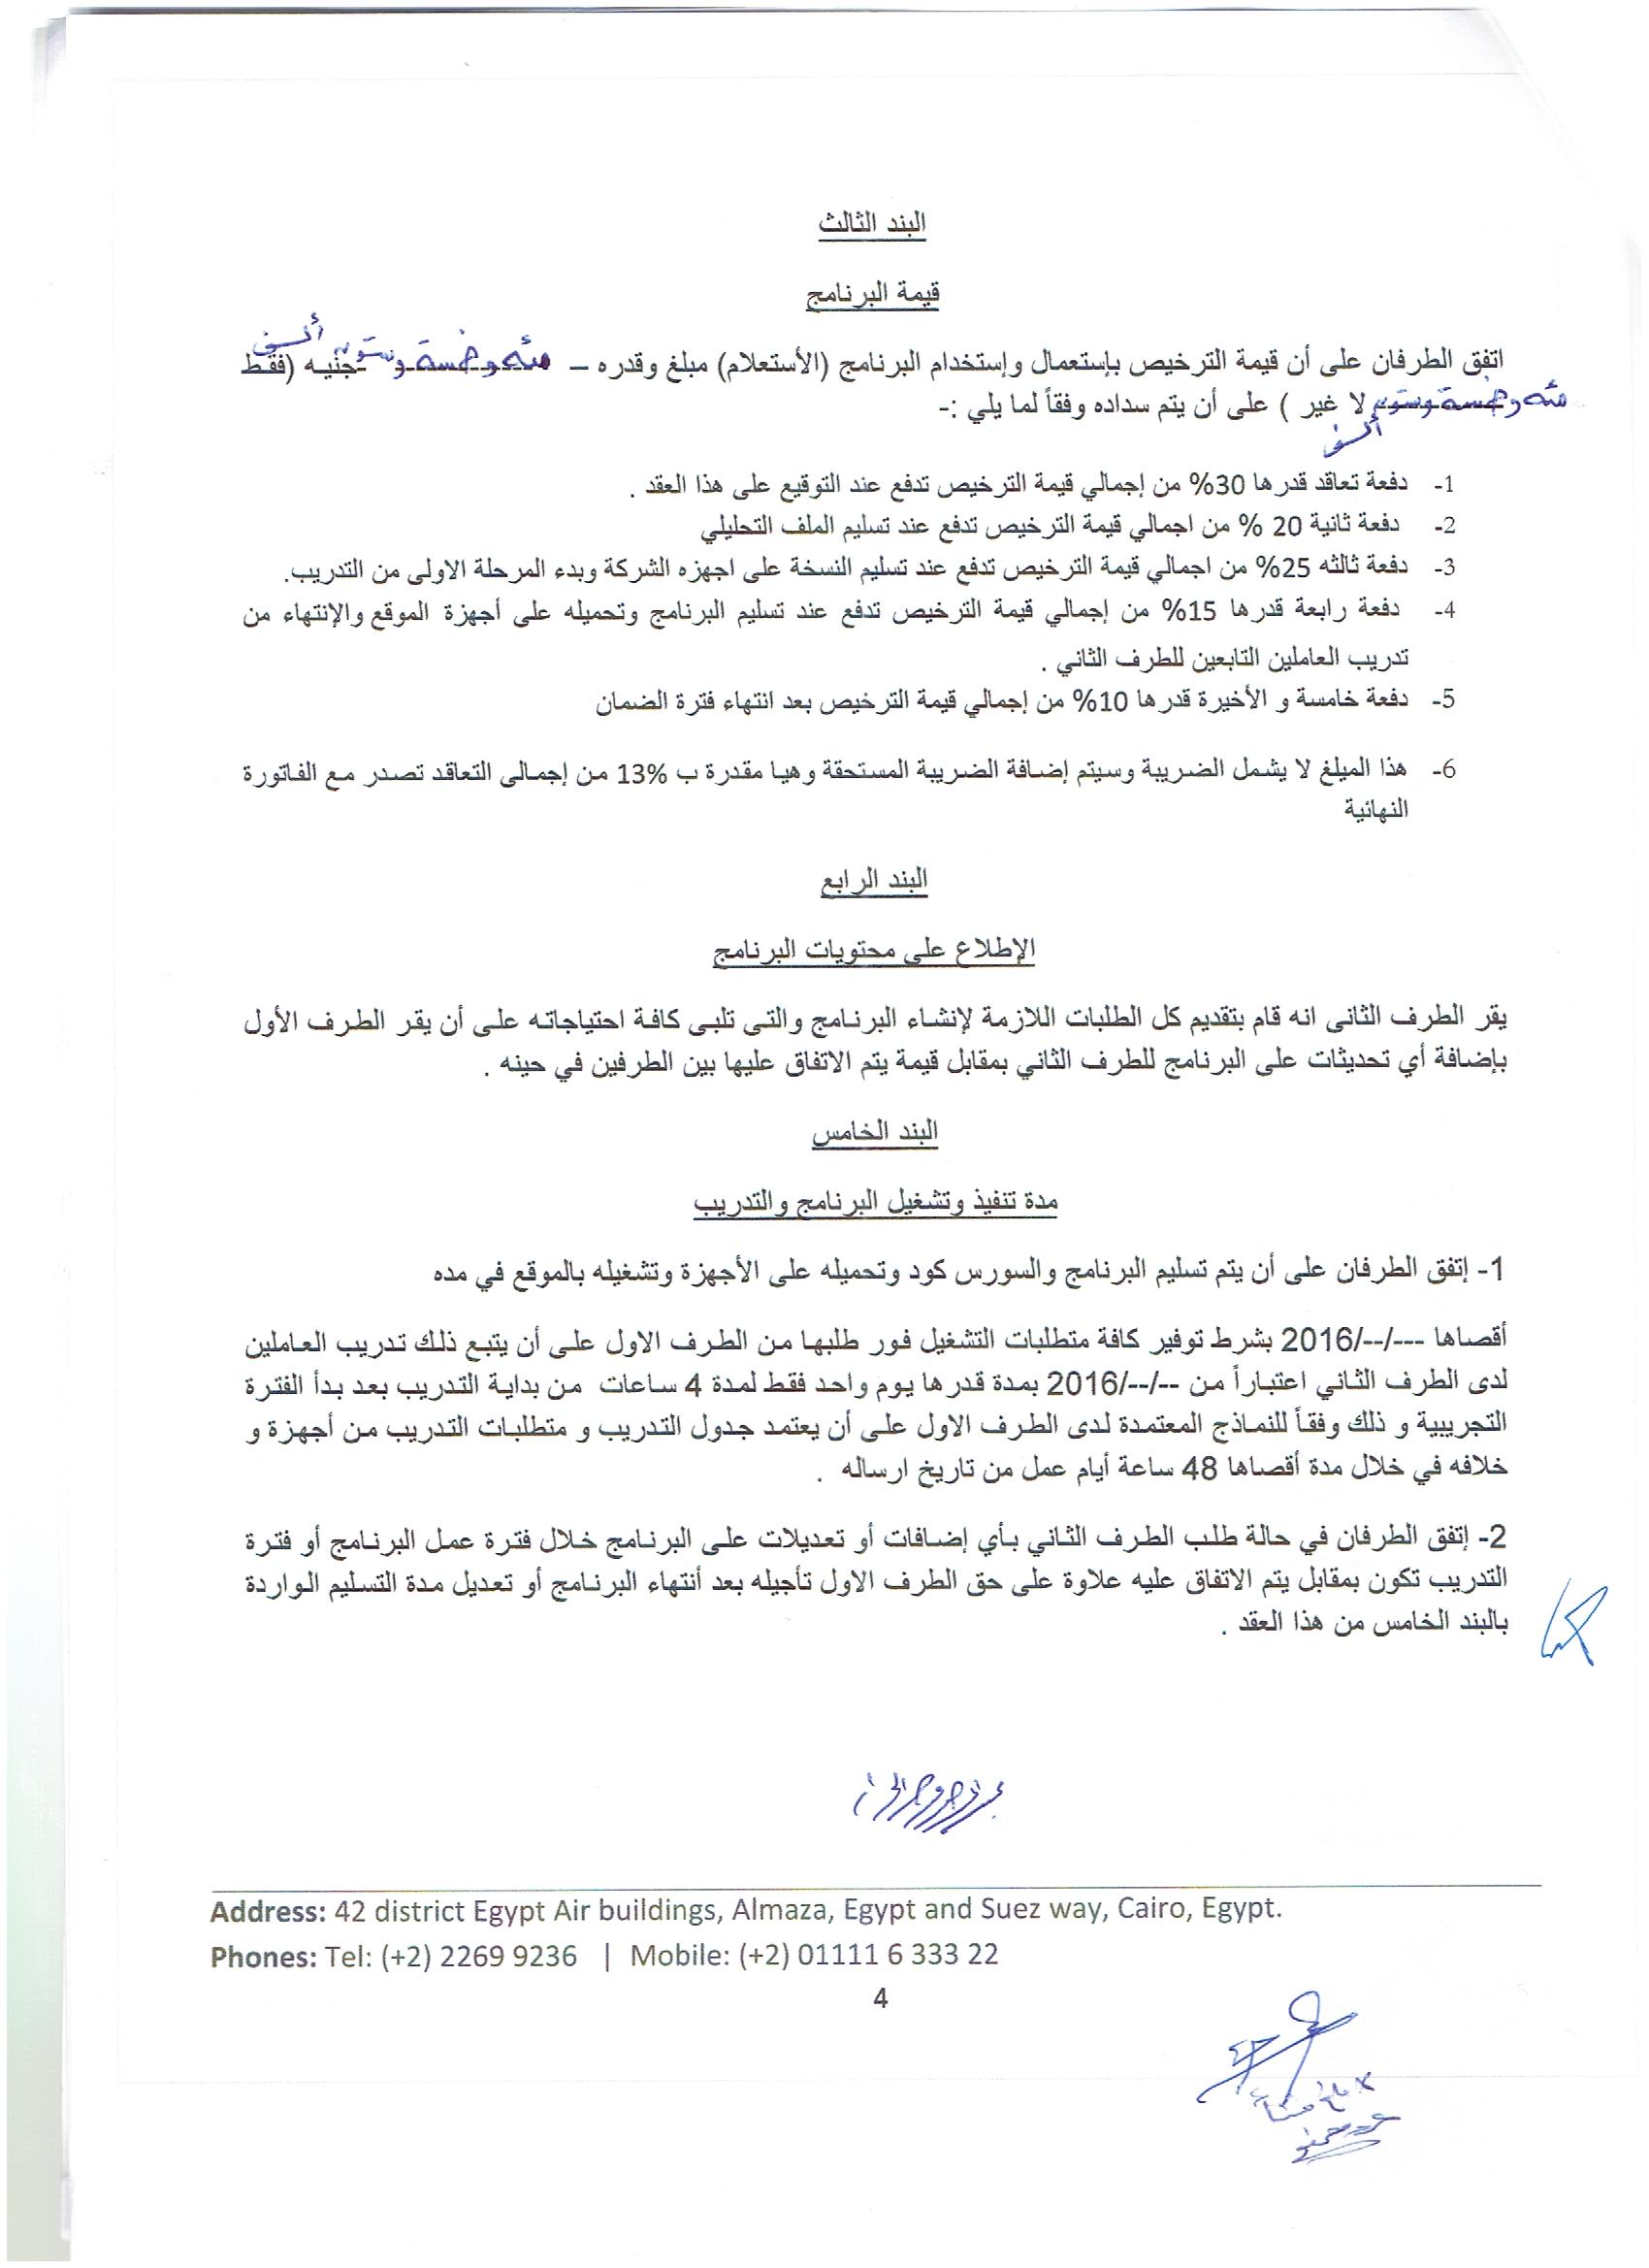 البند الثالث
قيمة البرنامج
اتفق الطرفان على أن قيمة الترخيص بإستعمال وإستخدام البرنامج (الأستعلام) مبلغ وقدره – مئه وخمسة وستون ألف جنيه (فقط
مئه وخمسة وستون ألف لا غير ) على أن يتم سداده وفقاً لما يلي :-
1- دفعة تعاقد قدرها 30% من إجمالي قيمة الترخيص تدفع عند التوقيع على هذا العقد .
2- دفعة ثانية 20 % من اجمالي قيمة الترخيص تدفع عند تسليم الملف التحليلي
3- دفعة ثالثه 25% من اجمالي قيمة الترخيص تدفع عند تسليم النسخة على اجهزه الشركة وبدء المرحلة الاولى من التدريب.
4- دفعة رابعة قدرها 15% من إجمالي قيمة الترخيص تدفع عند تسليم البرنامج وتحميله على أجهزة الموقع والإنتهاء من
تدريب العاملين التابعين للطرف الثاني .
5- دفعة خامسة و الأخيرة قدرها 10% من إجمالي قيمة الترخيص بعد انتهاء فترة الضمان
6- هذا المبلغ لا يشمل الضريبة وسيتم إضافة الضريبة المستحقة وهيا مقدرة ب 13% من إجمالى التعاقد تصدر مع الفاتورة
النهائية
البند الرابع
الإطلاع على محتويات البرنامج
يقر الطرف الثانى انه قام بتقديم كل الطلبات اللازمة لإنشاء البرنامج والتى تلبى كافة احتياجاته على أن يقر الطرف الأول
بإضافة أي تحديثات على البرنامج للطرف الثاني بمقابل قيمة يتم الاتفاق عليها بين الطرفين في حينه .
البند الخامس
مدة تنفيذ وتشغيل البرنامج والتدريب
1- إتفق الطرفان على أن يتم تسليم البرنامج والسورس كود وتحميله على الأجهزة وتشغيله بالموقع في مده
أقصاها ---/--/2016 بشرط توفير كافة متطلبات التشغيل فور طلبها من الطرف الاول على أن يتبع ذلك تدريب العاملين
لدى الطرف الثاني اعتباراً من --/--/2016 بمدة قدرها يوم واحد فقط لمدة 4 ساعات من بداية التدريب بعد بدأ الفترة
التجريبية و ذلك وفقاً للنماذج المعتمدة لدى الطرف الاول على أن يعتمد جدول التدريب و متطلبات التدريب من أجهزة و
خلافه في خلال مدة أقصاها 48 ساعة أيام عمل من تاريخ ارساله .
2- إتفق الطرفان في حالة طلب الطرف الثاني بأي إضافات أو تعديلات على البرنامج خلال فترة عمل البرنامج أو فترة
التدريب تكون بمقابل يتم الاتفاق عليه علاوة على حق الطرف الاول تأجيله بعد أنتهاء البرنامج أو تعديل مدة التسليم الواردة
بالبند الخامس من هذا العقد .
Address: 42 district Egypt Air buildings, Almaza, Egypt and Suez way, Cairo, Egypt.
Phones: Tel: (+2) 2269 9236 | Mobile: (+2) 01111 6 333 22
4